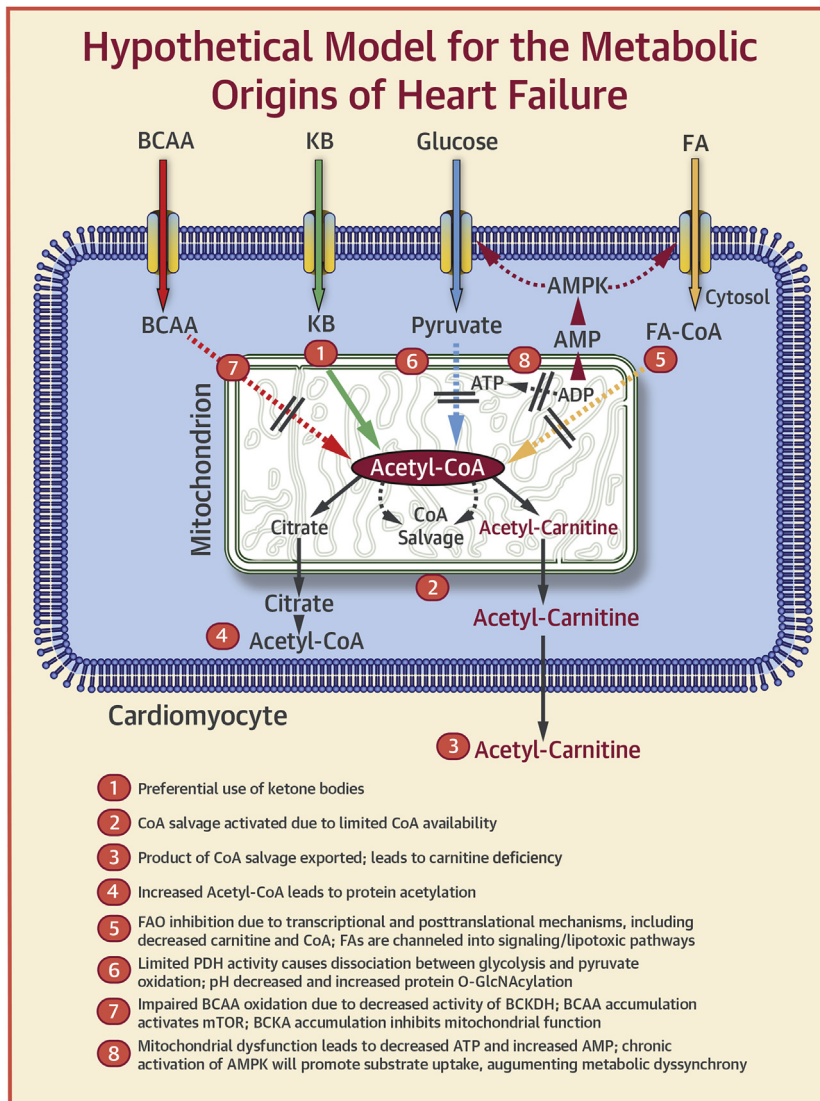 Hypothetical Model for the Metabolic
Origins of Heart Failure
BCAA
KB
Glucose
FA
AMPK
Cytosol
BCAA
KB
Pyruvate
AMP
FA-CoA
7
1
6
8
5
ATP
ADP
Mitochondrion
Acetyl-CoA
Citrate
CoA
Salvage
Acetyl-Carnitine
2
Citrate
Acetyl-Carnitine
4
Acetyl-CoA
Cardiomyocyte
3 Acetyl-Carnitine
1 Preferential use of ketone bodies
2 CoA salvage activated due to limited CoA availability
3 Product of CoA salvage exported; leads to carnitine deficiency
4 Increased Acetyl-CoA leads to protein acetylation
5 FAO inhibition due to transcriptional and posttranslational mechanisms, including
decreased carnitine and CoA; FAs are channeled into signaling/lipotoxic pathways
6 Limited PDH activity causes dissociation between glycolysis and pyruvate
oxidation; pH decreased and increased protein O-GlcNAcylation
7 Impaired BCAA oxidation due to decreased activity of BCKDH; BCAA accumulation
activates mTOR; BCKA accumulation inhibits mitochondrial function
8 Mitochondrial dysfunction leads to decreased ATP and increased AMP; chronic
activation of AMPK will promote substrate uptake, augmenting metabolic dyssynchrony